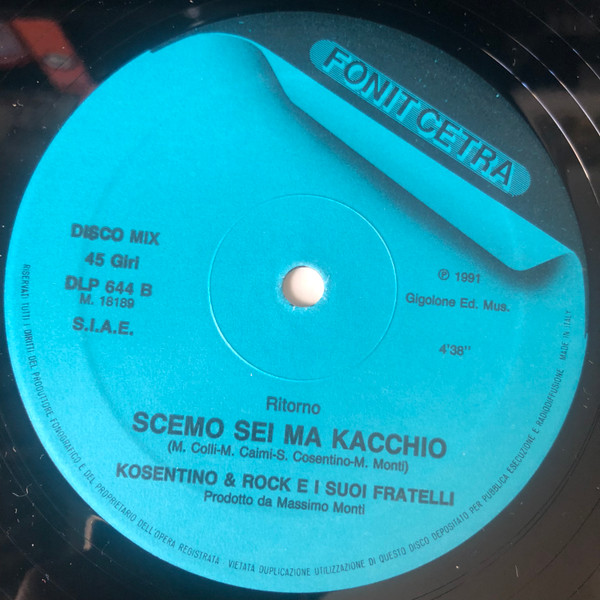 FONIT CETRA
DISCO MIX
45 Giri
DLP 644 B
M. 18189
S.I.A.E.
℗ 1991
Gigolone Ed. Mus.
4'38"
Ritorno
SCEMO SEI MA KACCHIO
(M. Colli-M. Calmi-S. Cosentino-M. Monti)
KOSENTINO & ROCK E I SUOI FRATELLI
Prodotto da Massimo Monti
RISERVATI TUTTI I DIRITTI DEL PRODUTTORE FONOGRAFICO E DEL PROPRIETARIO DELL'OPERA REGISTRATA VIETATA DUPLICAZIONE UTILIZZAZIONE DI QUESTO DISCO DEPOSITATO PER PUBBLICA ESECUZIONE E RADIODIFFUSIONE MADE IN ITALY